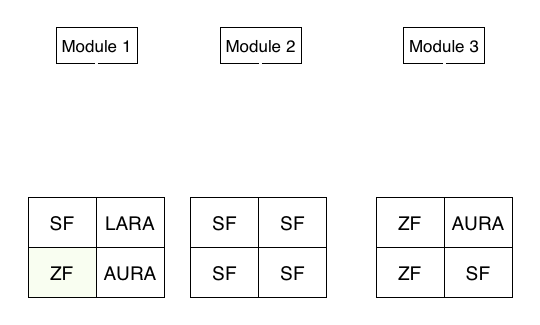 Module 1 Module 2 Module 3
SF LARA SF SF ZF AURA
ZF AURA SF SF ZF SF